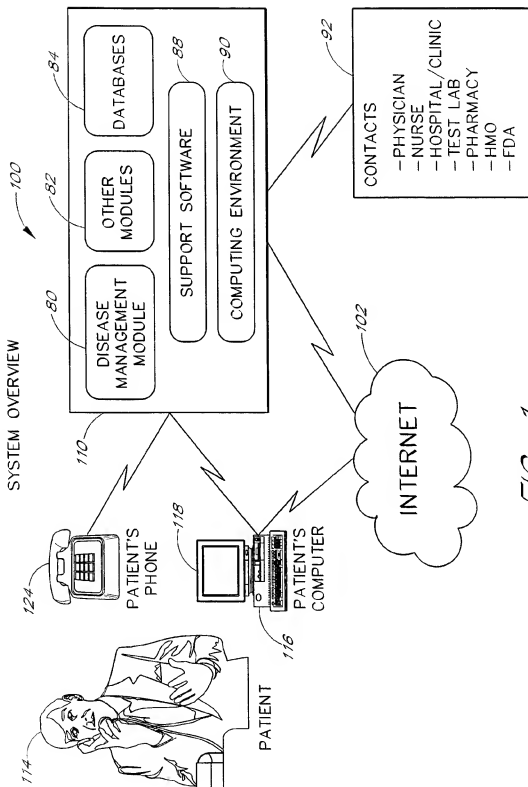 SYSTEM OVERVIEW
100
114
PATIENT
124
PATIENT'S
PHONE
118
116
PATIENT'S
COMPUTER
110
80
DISEASE
MANAGEMENT
MODULE
82
OTHER
MODULES
84
DATABASES
88
SUPPORT SOFTWARE
90
COMPUTING ENVIRONMENT
102
INTERNET
92
CONTACTS
- PHYSICIAN
- NURSE
- HOSPITAL/CLINIC
- TEST LAB
- PHARMACY
- HMO
- FDA
FIG. 1